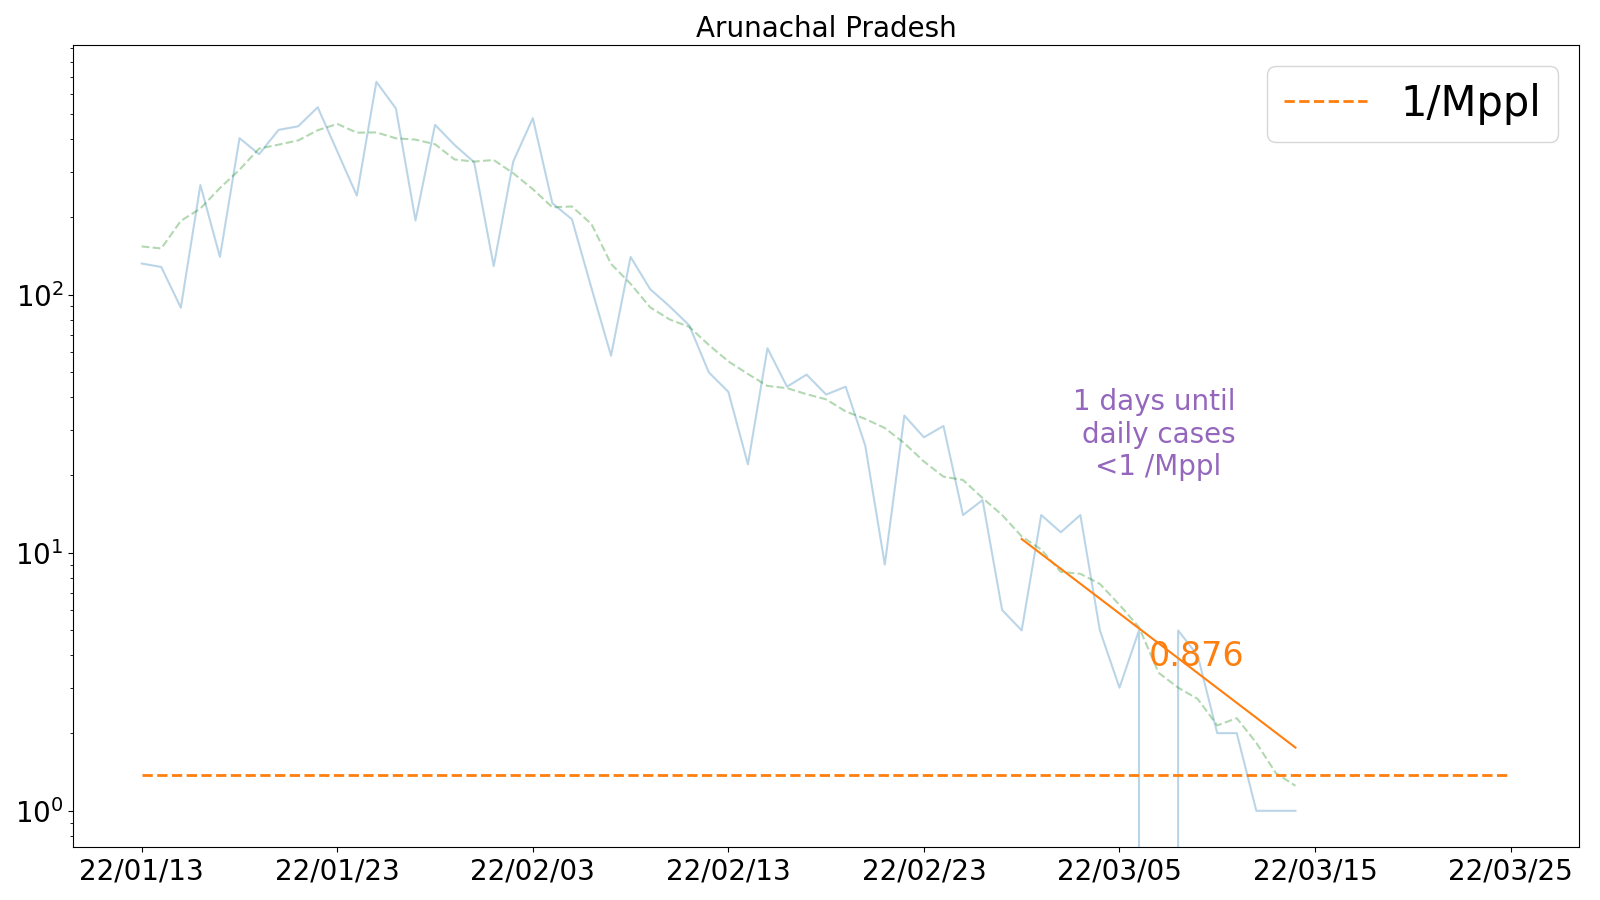 Arunachal Pradesh
1/Mppl
10²
1 days until
daily cases
<1 /Mppl
10¹
0.876
10⁰
22/01/13 22/01/23 22/02/03 22/02/13 22/02/23 22/03/05 22/03/15 22/03/25